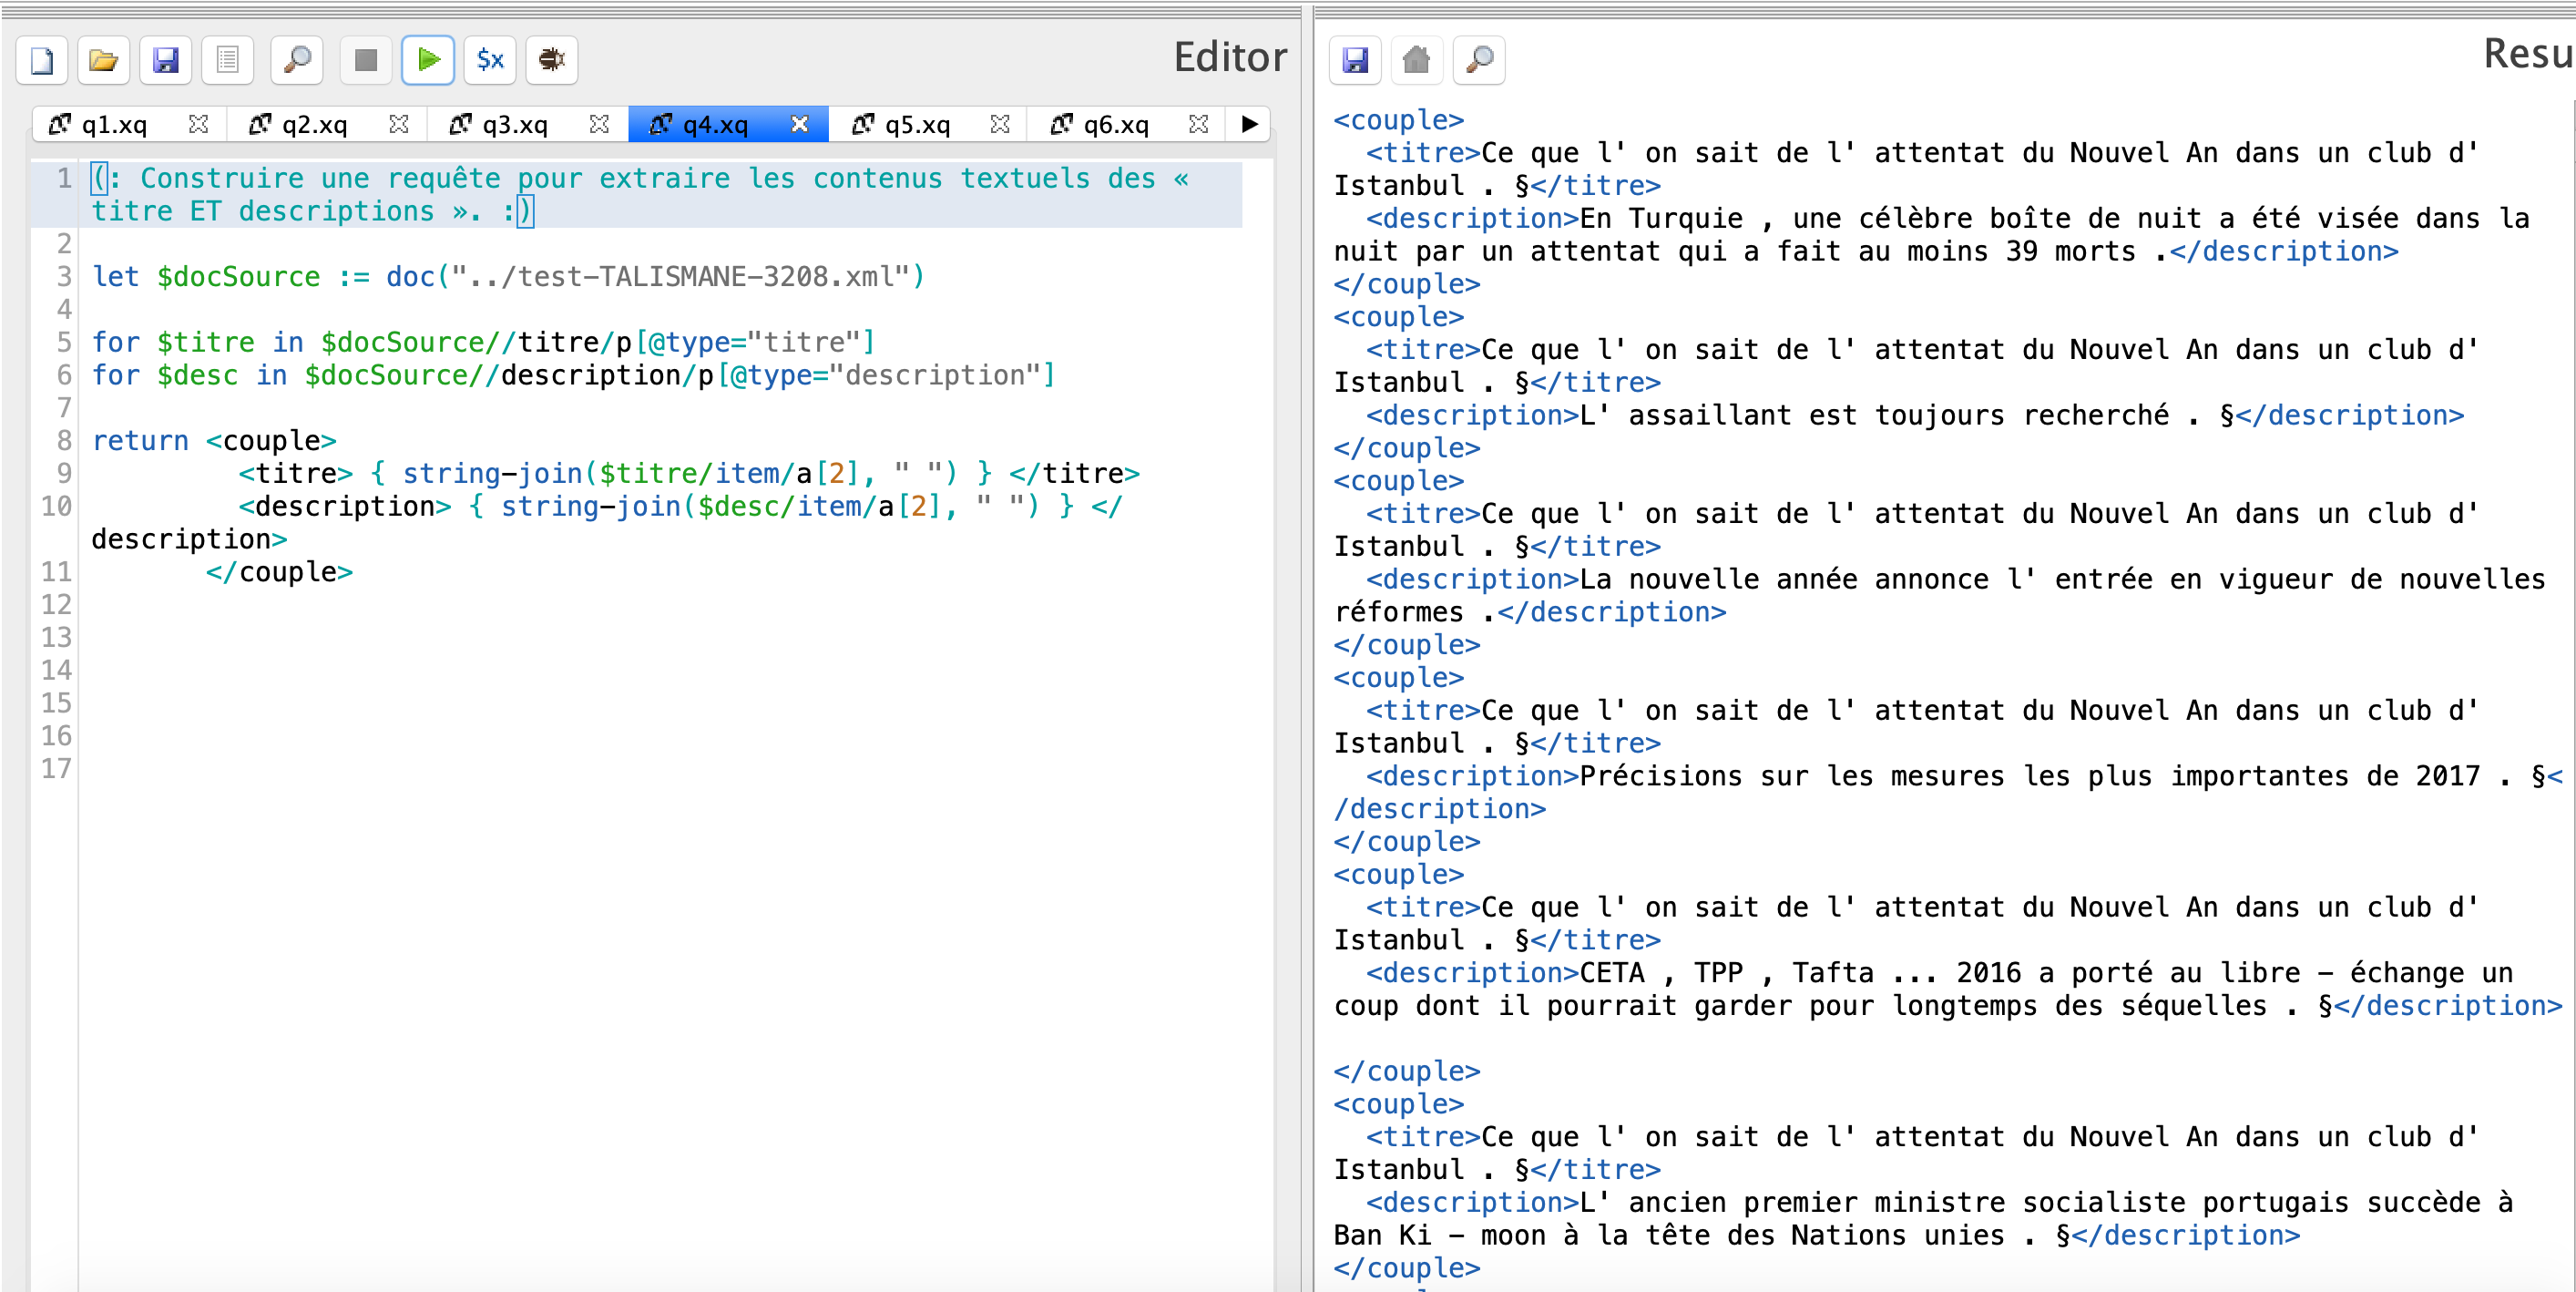 Editor
$x
q1.xq
q2.xq
q3.xq
q4.xq
q5.xq
q6.xq
1 (: Construire une requête pour extraire les contenus textuels des «
titre ET descriptions ». :)
2
3 let $docSource := doc("../test-TALISMANE-3208.xml")
4
5 for $titre in $docSource//titre/p[@type="titre"]
6 for $desc in $docSource//description/p[@type="description"]
7
8 return <couple>
9 <titre> { string-join($titre/item/a[2], " ") } </titre>
10 <description> { string-join($desc/item/a[2], " ") } </
description>
11 </couple>
12
13
14
15
16
17
Resu
<couple>
<titre>Ce que l' on sait de l' attentat du Nouvel An dans un club d'
Istanbul . §</titre>
<description>En Turquie , une célèbre boîte de nuit a été visée dans la
nuit par un attentat qui a fait au moins 39 morts .</description>
</couple>
<couple>
<titre>Ce que l' on sait de l' attentat du Nouvel An dans un club d'
Istanbul . §</titre>
<description>L' assaillant est toujours recherché . §</description>
</couple>
<couple>
<titre>Ce que l' on sait de l' attentat du Nouvel An dans un club d'
Istanbul . §</titre>
<description>La nouvelle année annonce l' entrée en vigueur de nouvelles
réformes .</description>
</couple>
<couple>
<titre>Ce que l' on sait de l' attentat du Nouvel An dans un club d'
Istanbul . §</titre>
<description>Précisions sur les mesures les plus importantes de 2017 . §<
/description>
</couple>
<couple>
<titre>Ce que l' on sait de l' attentat du Nouvel An dans un club d'
Istanbul . §</titre>
<description>CETA , TPP , Tafta ... 2016 a porté au libre – échange un
coup dont il pourrait garder pour longtemps des séquelles . §</description>
</couple>
<couple>
<titre>Ce que l' on sait de l' attentat du Nouvel An dans un club d'
Istanbul . §</titre>
<description>L' ancien premier ministre socialiste portugais succède à
Ban Ki – moon à la tête des Nations unies . §</description>
</couple>